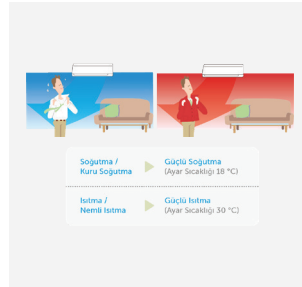 Soğutma / Güçlü Soğutma
Kuru Soğutma (Ayar Sıcaklığı 18 °C)
Isıtma / Güçlü Isıtma
Nemli Isıtma (Ayar Sıcaklığı 30 °C)